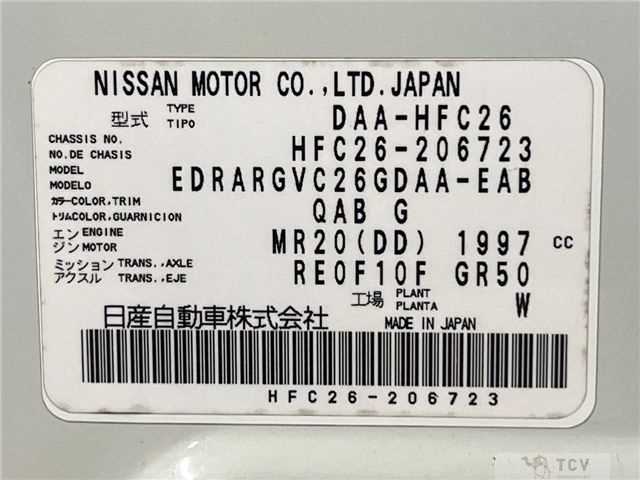 NISSAN MOTOR CO.,LTD.JAPAN
型式 TYPE TIPO DAA-HFC26
CHASSIS NO.
NO.DE CHASIS HFC26-206723
MODEL
MODELO EDRARGVC26GDAA-EAB
カラーCOLOR,TRIM
トリムCOLOR,GUARNICION QAB G
エン ENGINE
ジン MOTOR MR20(DD) 1997 CC
ミッション TRANS.,AXLE
アクスル TRANS.,EJE RE0F10F GR50
工場 PLANT PLANTA W
日産自動車株式会社 MADE IN JAPAN
HFC26-206723
TCV